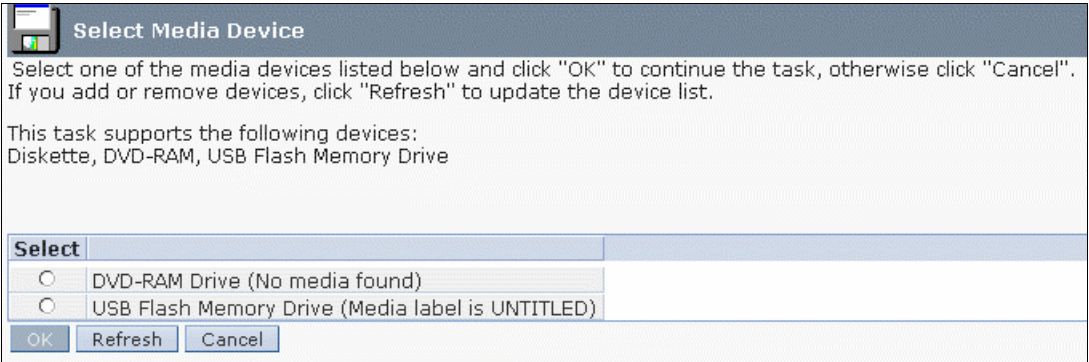 Select Media Device
Select one of the media devices listed below and click "OK" to continue the task, otherwise click "Cancel".
If you add or remove devices, click "Refresh" to update the device list.
This task supports the following devices:
Diskette, DVD-RAM, USB Flash Memory Drive
Select
DVD-RAM Drive (No media found)
USB Flash Memory Drive (Media label is UNTITLED)
OK Refresh Cancel